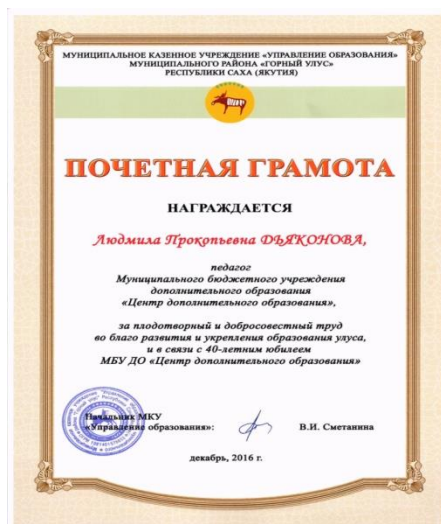 МУНИЦИПАЛЬНОЕ КАЗЕННОЕ УЧРЕЖДЕНИЕ «УПРАВЛЕНИЕ ОБРАЗОВАНИЯ»
МУНИЦИПАЛЬНОГО РАЙОНА «ГОРНЫЙ УЛУС»
РЕСПУБЛИКИ САХА (ЯКУТИЯ)
ПОЧЕТНАЯ ГРАМОТА
НАГРАЖДАЕТСЯ
Людмила Прокопьевна ДЬЯКОНОВА,
педагог
Муниципального бюджетного учреждения
дополнительного образования
«Центр дополнительного образования»,
за плодотворный и добросовестный труд
во благо развития и укрепления образования улуса,
и в связи с 40-летним юбилеем
МБУ ДО «Центр дополнительного образования»
Начальник МКУ
«Управление образования»:
В.И. Сметанина
декабрь, 2016 г.